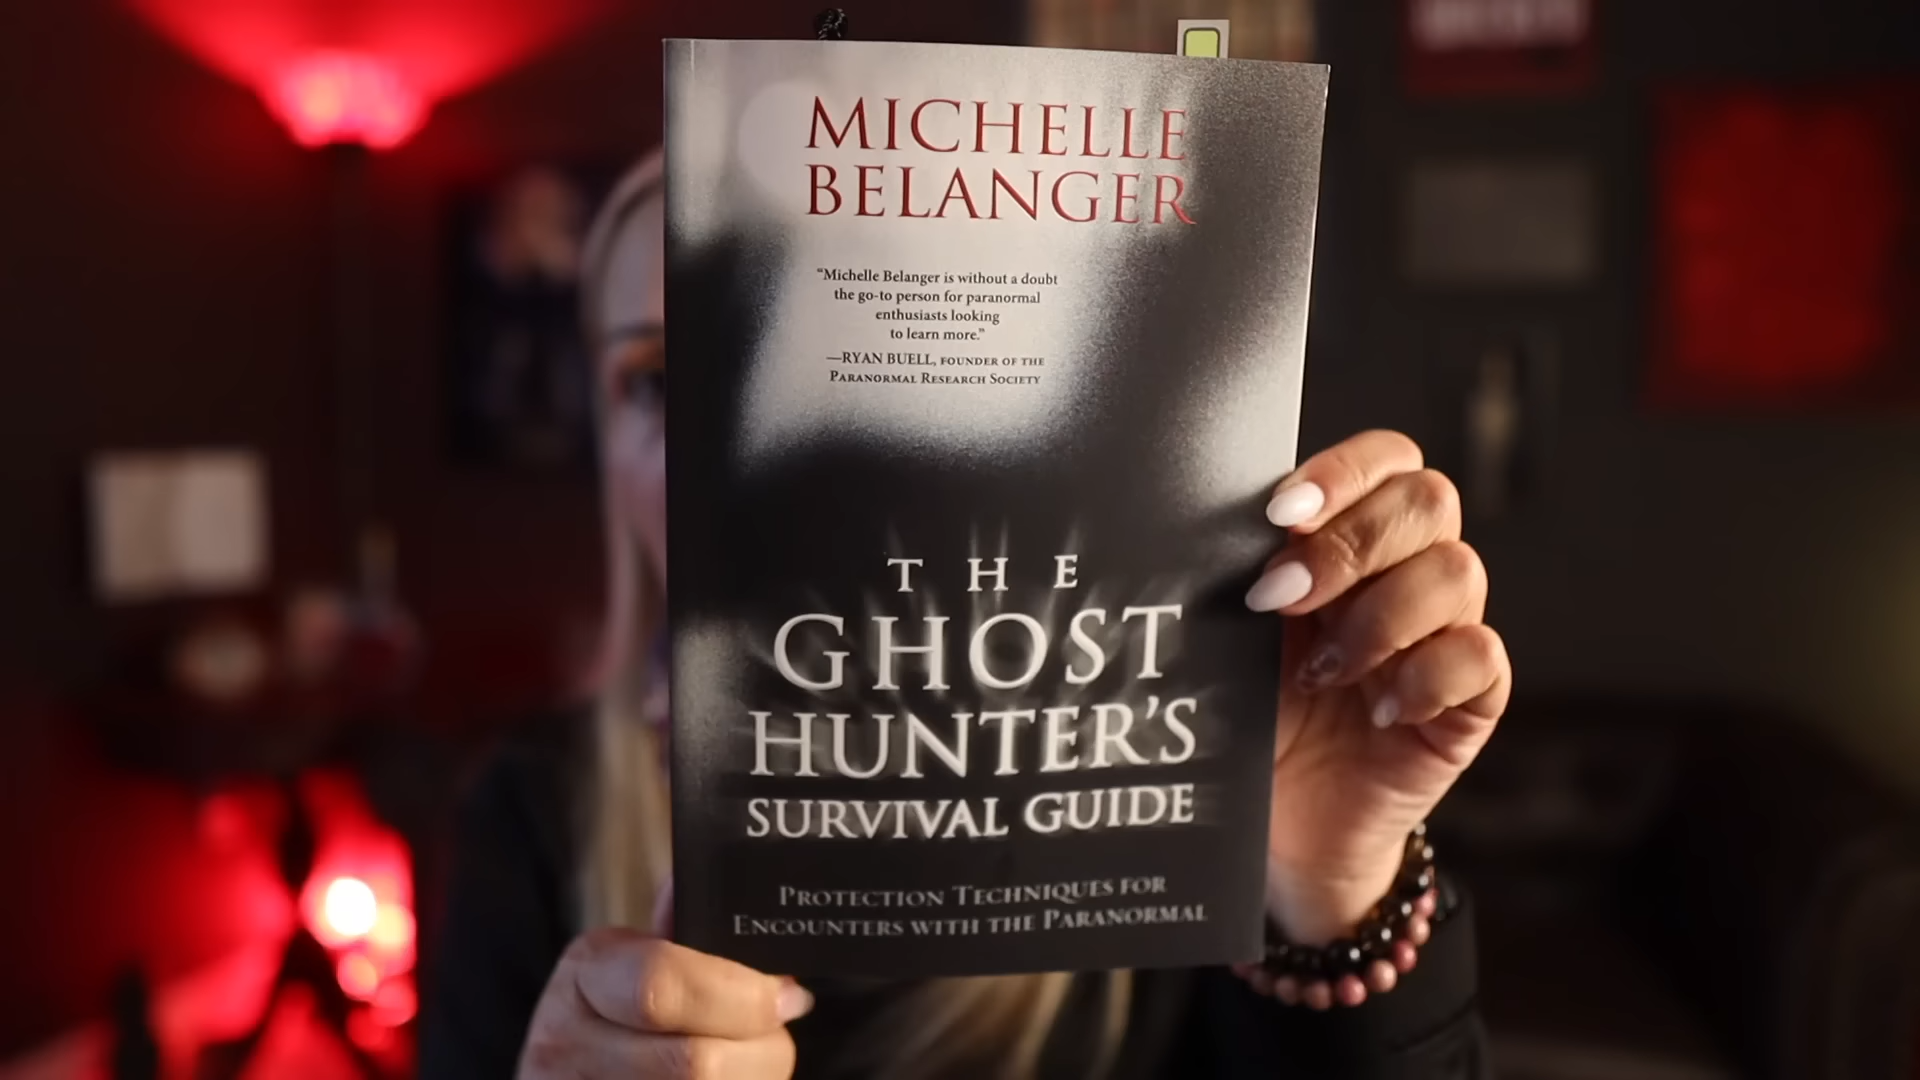 MICHELLE
BELANGER
“Michelle Belanger is without a doubt
the go-to person for paranormal
enthusiasts looking
to learn more.”
—RYAN BUELL, FOUNDER OF THE
PARANORMAL RESEARCH SOCIETY
THE
GHOST
HUNTER’S
SURVIVAL GUIDE
PROTECTION TECHNIQUES FOR
ENCOUNTERS WITH THE PARANORMAL